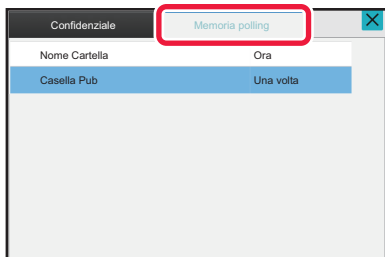 Confidenziale Memoria polling
Nome Cartella Ora
Casella Pub Una volta